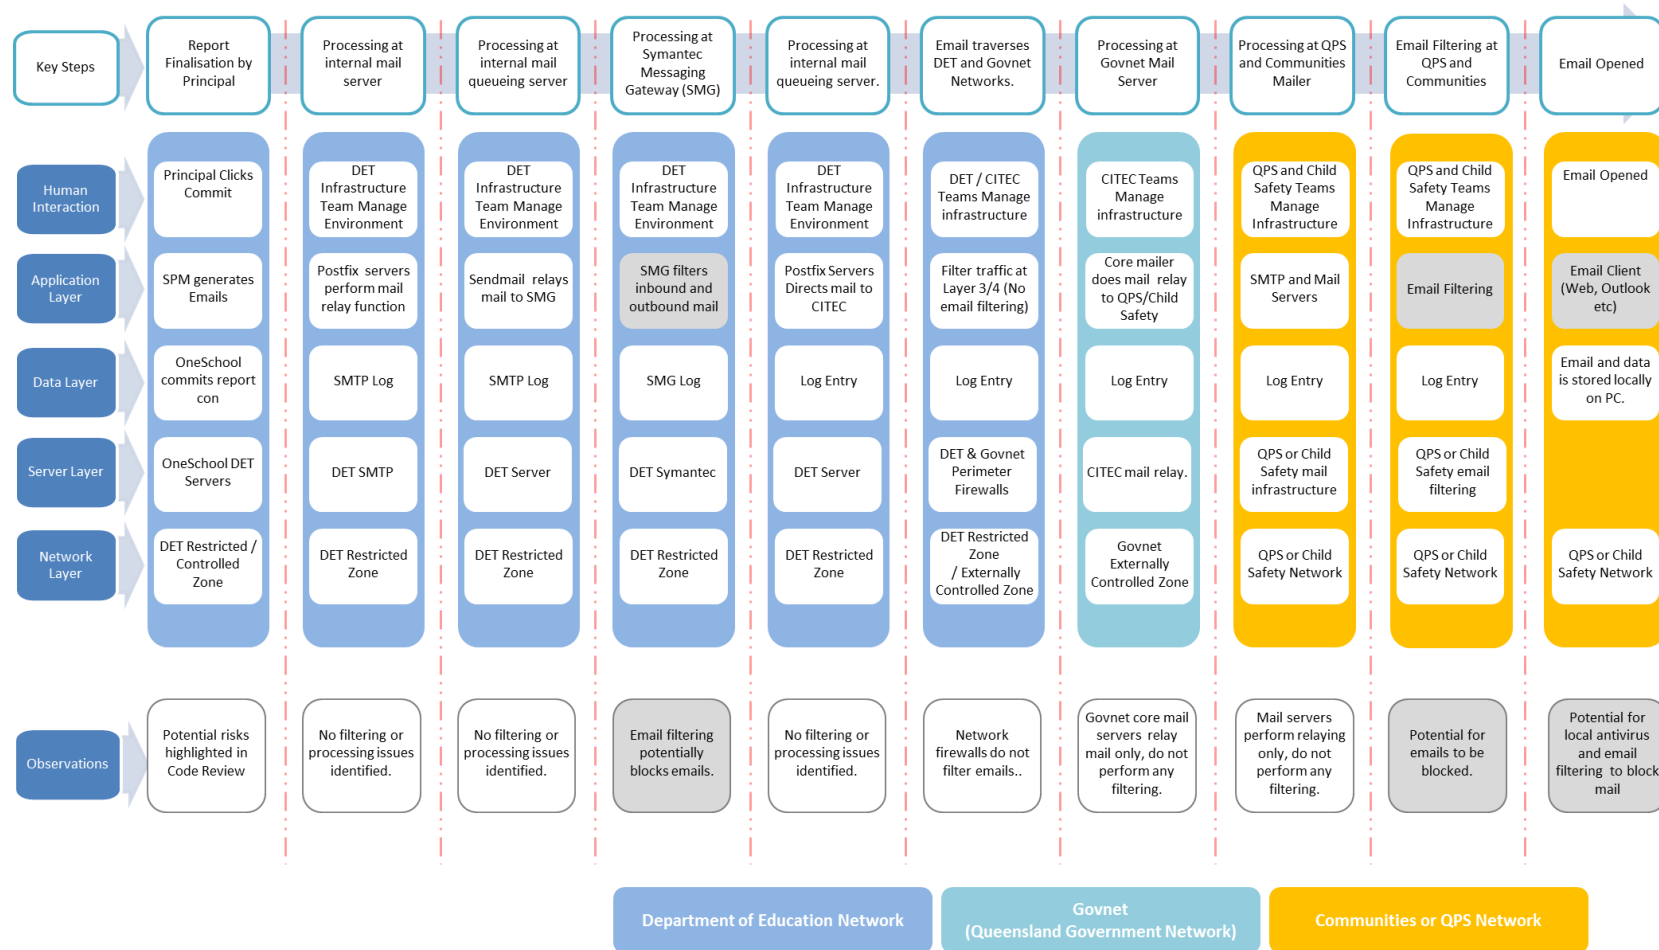 Key Steps
Report
Finalisation by
Principal
Processing at
internal mail
server
Processing at
internal mail
queueing server
Processing at
Symantec
Messaging
Gateway (SMG)
Processing at
internal mail
queueing server.
Email traverses
DET and Govnet
Networks.
Processing at
Govnet Mail
Server
Processing at QPS
and Communities
Mailer
Email Filtering at
QPS and
Communities
Email Opened
Human
Interaction
Principal Clicks
Commit
DET
Infrastructure
Team Manage
Environment
DET
Infrastructure
Team Manage
Environment
DET
Infrastructure
Team Manage
Environment
DET
Infrastructure
Team Manage
Environment
DET / CITEC
Teams Manage
infrastructure
CITEC Teams
Manage
infrastructure
QPS and Child
Safety Teams
Manage
Infrastructure
QPS and Child
Safety Teams
Manage
Infrastructure
Email Opened
Application
Layer
SPM generates
Emails
Postfix servers
perform mail
relay function
Sendmail relays
mail to SMG
SMG filters
inbound and
outbound mail
Postfix Servers
Directs mail to
CITEC
Filter traffic at
Layer 3/4 (No
email filtering)
Core mailer
does mail relay
to QPS/Child
Safety
SMTP and Mail
Servers
Email Filtering
Email Client
(Web, Outlook
etc)
Data Layer
OneSchool
commits report
con
SMTP Log
SMTP Log
SMG Log
Log Entry
Log Entry
Log Entry
Log Entry
Log Entry
Email and data
is stored locally
on PC.
Server Layer
OneSchool DET
Servers
DET SMTP
DET Server
DET Symantec
DET Server
DET & Govnet
Perimeter
Firewalls
CITEC mail relay.
QPS or Child
Safety mail
infrastructure
QPS or Child
Safety email
filtering
Network
Layer
DET Restricted /
Controlled
Zone
DET Restricted
Zone
DET Restricted
Zone
DET Restricted
Zone
DET Restricted
Zone
DET Restricted
Zone
/ Externally
Controlled Zone
Govnet
Externally
Controlled Zone
QPS or Child
Safety Network
QPS or Child
Safety Network
QPS or Child
Safety Network
Observations
Potential risks
highlighted in
Code Review
No filtering or
processing issues
identified.
No filtering or
processing issues
identified.
Email filtering
potentially
blocks emails.
No filtering or
processing issues
identified.
Network
firewalls do not
filter emails..
Govnet core mail
servers relay
mail only, do not
perform any
filtering.
Mail servers
perform relaying
only, do not
perform any
filtering.
Potential for
emails to be
blocked.
Potential for
local antivirus
and email
filtering to block
mail
Department of Education Network
Govnet
(Queensland Government Network)
Communities or QPS Network